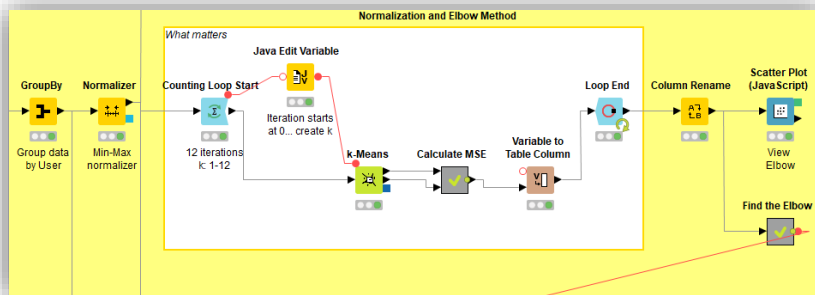 Normalization and Elbow Method
What matters
GroupBy
Group data
by User
Normalizer
Min-Max
normalizer
Counting Loop Start
12 iterations
k: 1-12
Java Edit Variable
Iteration starts
at 0... create k
k-Means
Calculate MSE
Variable to
Table Column
Loop End
Column Rename
Scatter Plot
(JavaScript)
View
Elbow
Find the Elbow